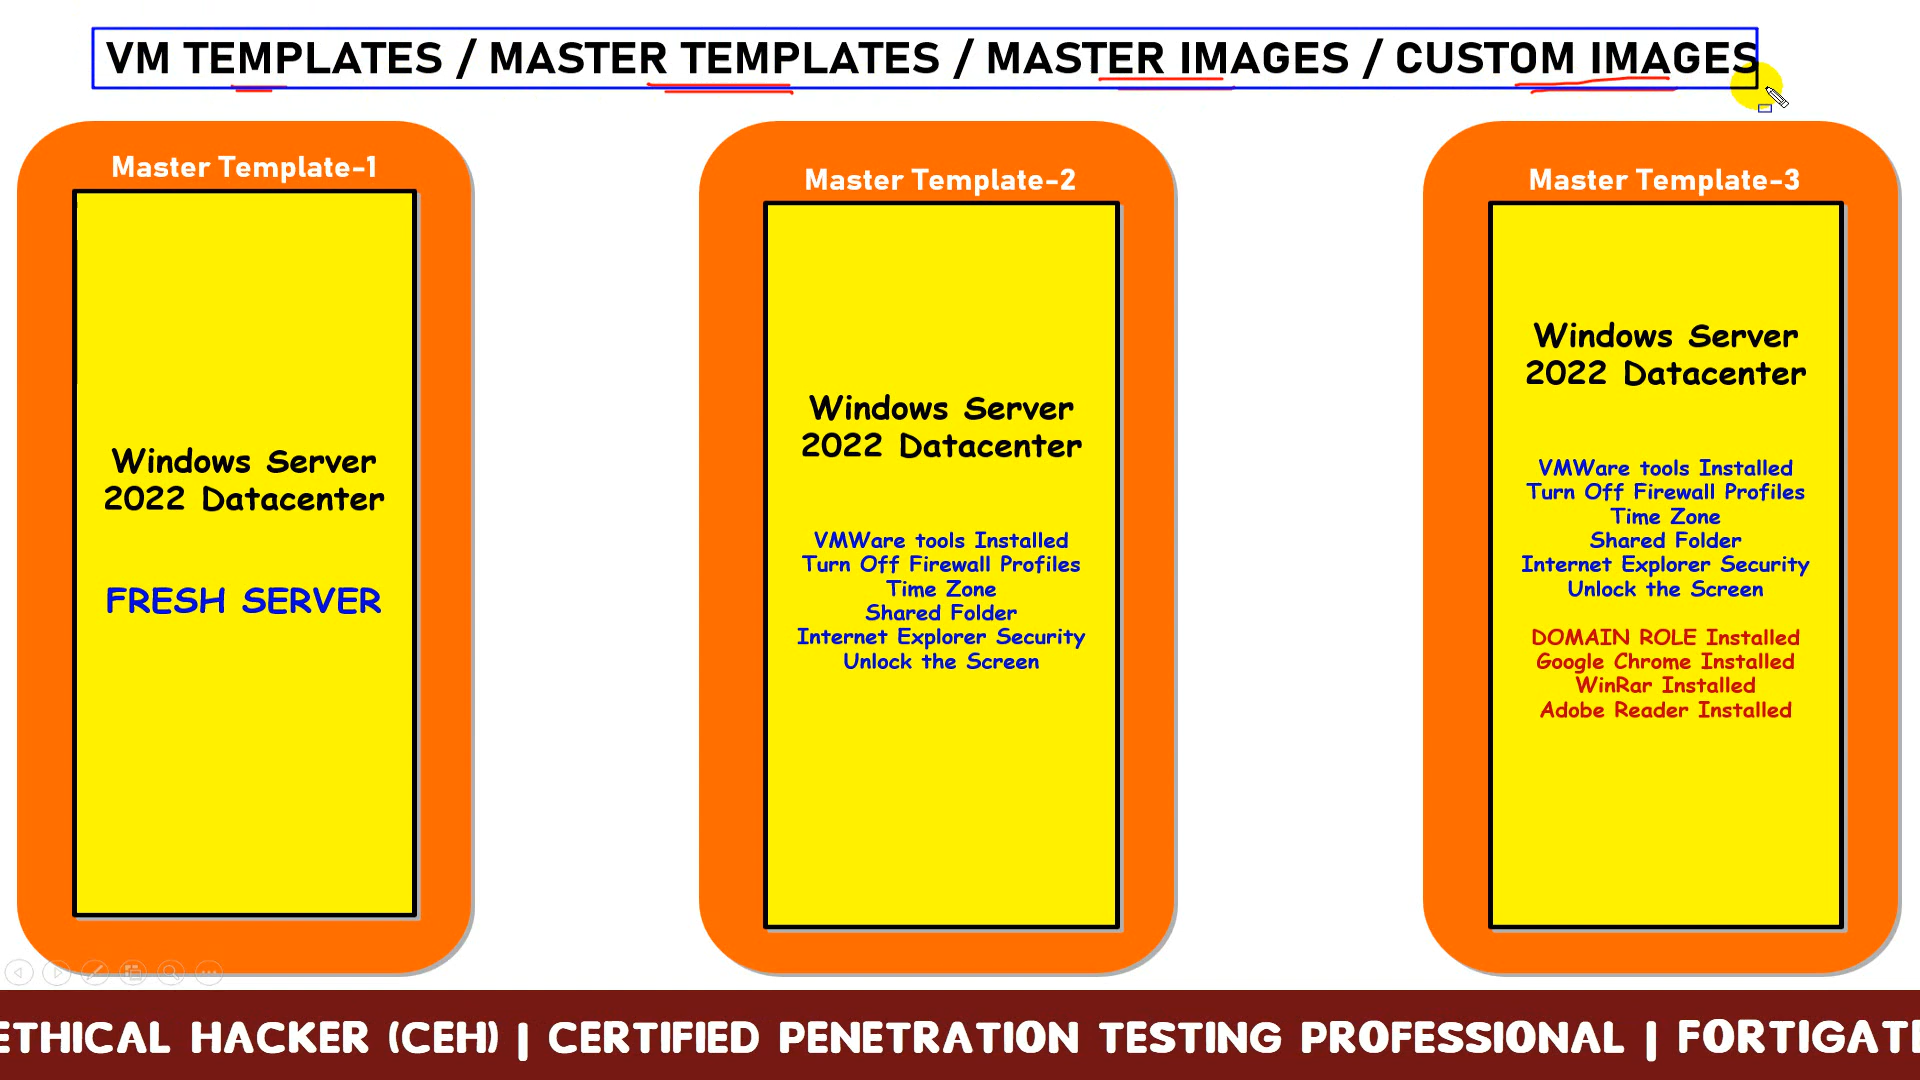 VM TEMPLATES / MASTER TEMPLATES / MASTER IMAGES / CUSTOM IMAGES
Master Template-1
Windows Server
2022 Datacenter
FRESH SERVER
Master Template-2
Windows Server
2022 Datacenter
VMWare tools Installed
Turn Off Firewall Profiles
Time Zone
Shared Folder
Internet Explorer Security
Unlock the Screen
Master Template-3
Windows Server
2022 Datacenter
VMWare tools Installed
Turn Off Firewall Profiles
Time Zone
Shared Folder
Internet Explorer Security
Unlock the Screen
DOMAIN ROLE Installed
Google Chrome Installed
WinRar Installed
Adobe Reader Installed
ETHICAL HACKER (CEH) | CERTIFIED PENETRATION TESTING PROFESSIONAL | FORTIGAT